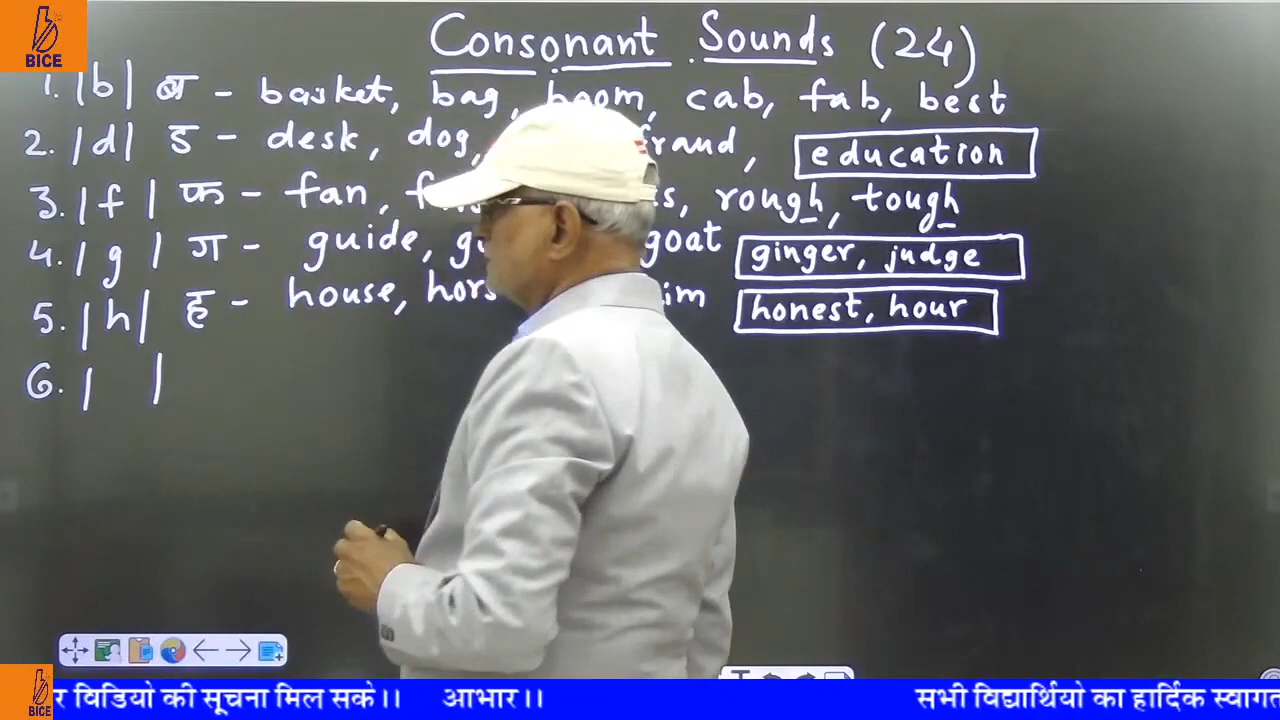 BICE
Consonant Sounds (24)
1. |b| ब - basket, bag, boom, cab, fab, best
2. |d| ड - desk, dog, fraud, education
3. |f| फ - fan, rough, tough
4. |g| ग - guide, goat ginger, judge
5. |h| ह - house, honest, hour
6. | |
BICE
र विडियो की सूचना मिल सके।। आभार।। सभी विद्यार्थियो का हार्दिक स्वागत